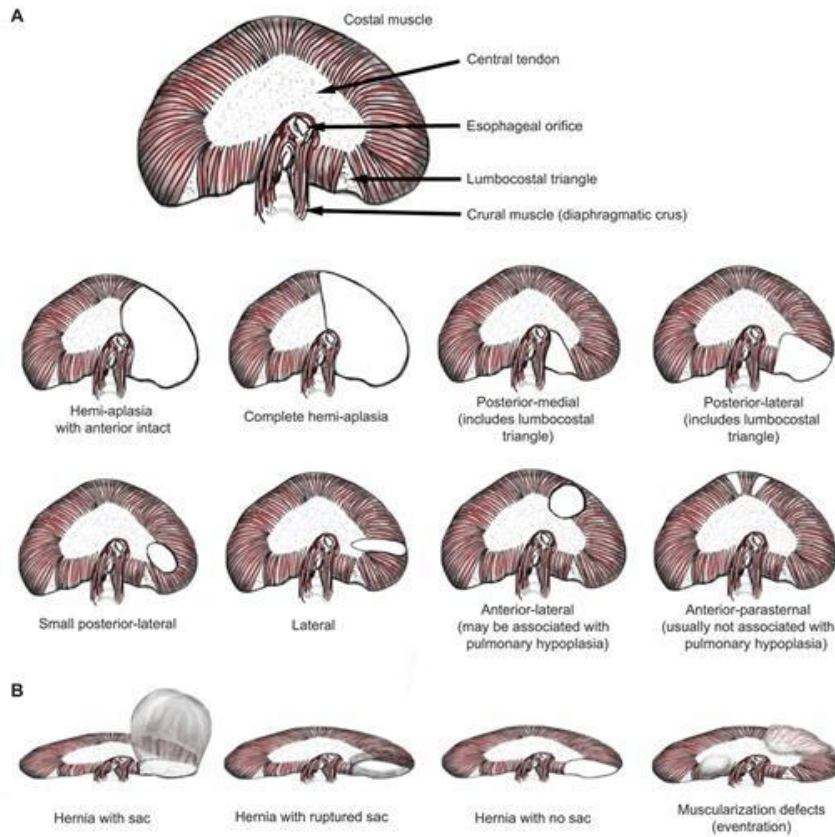 A
Costal muscle
Central tendon
Esophageal orifice
Lumbocostal triangle
Crural muscle (diaphragmatic crus)
Hemi-aplasia
with anterior intact
Complete hemi-aplasia
Posterior-medial
(includes lumbocostal
triangle)
Posterior-lateral
(includes lumbocostal
triangle)
Small posterior-lateral
Lateral
Anterior-lateral
(may be associated with
pulmonary hypoplasia)
Anterior-parasternal
(usually not associated with
pulmonary hypoplasia)
B
Hernia with sac
Hernia with ruptured sac
Hernia with no sac
Muscularization defects
(eventration)